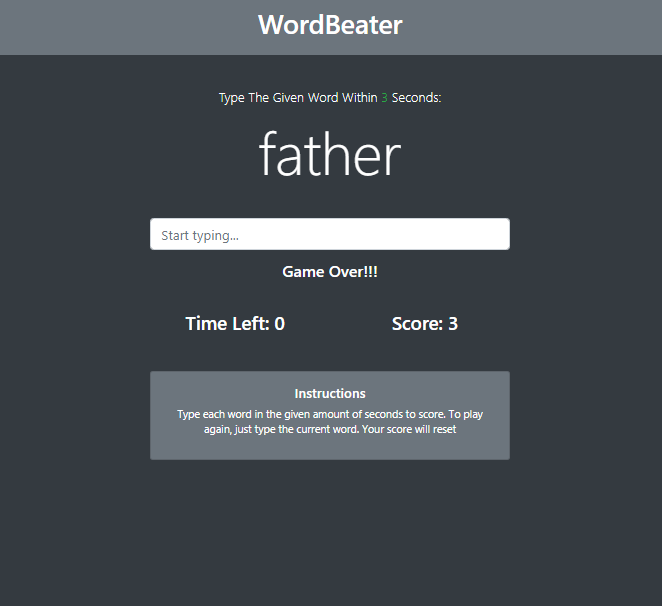 WordBeater
Type The Given Word Within 3 Seconds:
father
Start typing...
Game Over!!!
Time Left: 0 Score: 3
Instructions
Type each word in the given amount of seconds to score. To play
again, just type the current word. Your score will reset